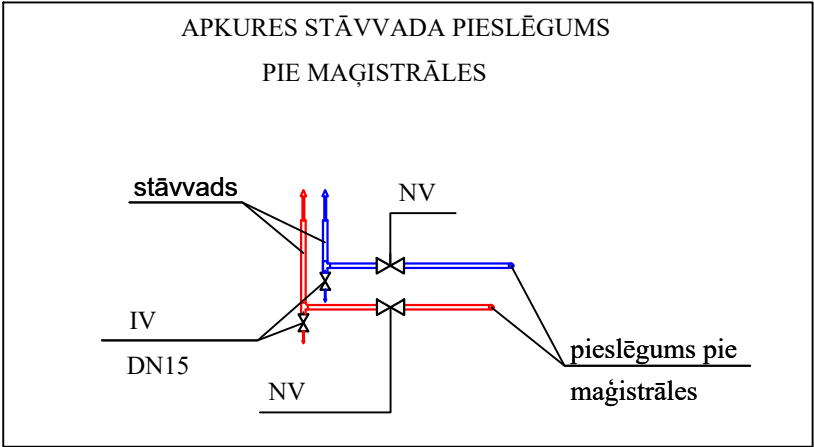 APKURES STĀVVADA PIESLĒGUMS
PIE MAĢISTRĀLES
stāvvads
NV
IV
DN15
NV
pieslēgums pie
maģistrāles